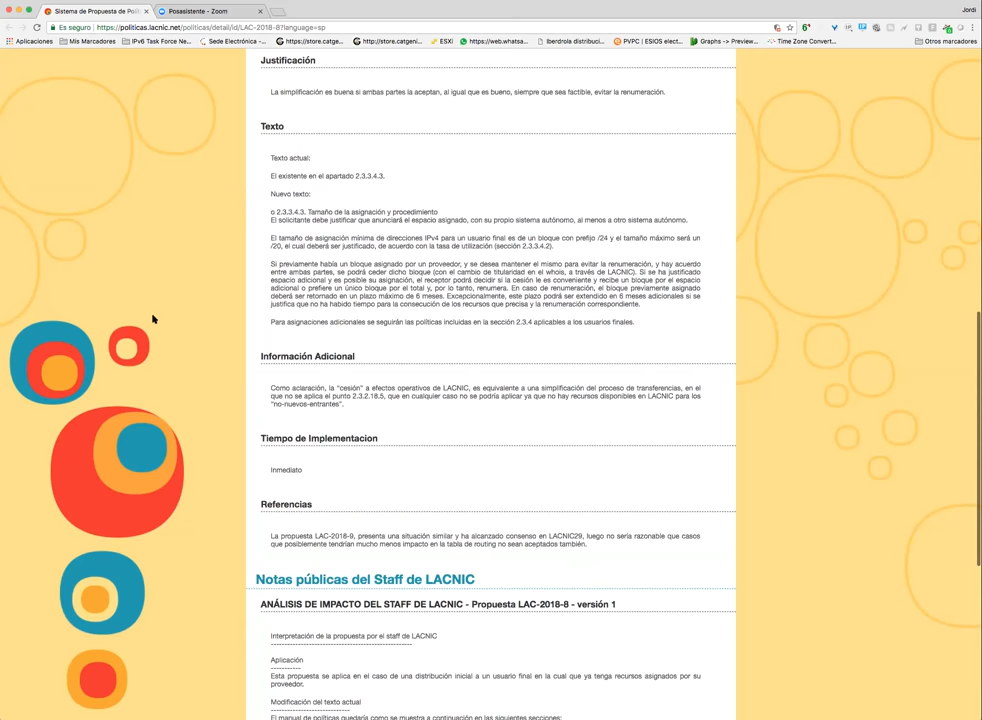 Sistema de Propuesta de Polí
Posasistente - Zoom
Jordi
Es seguro
https://politicas.lacnic.net/politicas/detail/id/LAC-2018-8?language=sp
Aplicaciones
Mis Marcadores
IPv6 Task Force Ne...
Sede Electrónica -...
https://store.catge...
http://store.catgeni...
ESXi
https://web.whatsa...
Iberdrola distribuci...
PVPC | ESIOS elect...
Graphs -> Preview...
Time Zone Convert...
Otros marcadores
Justificación
La simplificación es buena si ambas partes la aceptan, al igual que es bueno, siempre que sea factible, evitar la renumeración.
Texto
Texto actual:
El existente en el apartado 2.3.3.4.3.
Nuevo texto:
o 2.3.3.4.3. Tamaño de la asignación y procedimiento
El solicitante debe justificar que anunciará el espacio asignado, con su propio sistema autónomo, al menos a otro sistema autónomo.
El tamaño de asignación mínima de direcciones IPv4 para un usuario final es de un bloque con prefijo /24 y el tamaño máximo será un
/20, el cual deberá ser justificado, de acuerdo con la tasa de utilización (sección 2.3.3.4.2).
Si previamente había un bloque asignado por un proveedor, y se desea mantener el mismo para evitar la renumeración, y hay acuerdo
entre ambas partes, se podrá ceder dicho bloque (con el cambio de titularidad en el whois, a través de LACNIC). Si se ha justificado
espacio adicional y es posible su asignación, el receptor podrá decidir si la cesión le es conveniente y recibe un bloque por el espacio
adicional o prefiere un único bloque por el total y, por lo tanto, renumera. En caso de renumeración, el bloque previamente asignado
deberá ser retornado en un plazo máximo de 6 meses. Excepcionalmente, este plazo podrá ser extendido en 6 meses adicionales si se
justifica que no ha habido tiempo para la consecución de los recursos que precisa y la renumeración correspondiente.
Para asignaciones adicionales se seguirán las políticas incluidas en la sección 2.3.4 aplicables a los usuarios finales.
Información Adicional
Como aclaración, la "cesión" a efectos operativos de LACNIC, es equivalente a una simplificación del proceso de transferencias, en el
que no se aplica el punto 2.3.2.18.5, que en cualquier caso no se podría aplicar ya que no hay recursos disponibles en LACNIC para los
"no-nuevos-entrantes".
Tiempo de Implementacion
Inmediato
Referencias
La propuesta LAC-2018-9, presenta una situación similar y ha alcanzado consenso en LACNIC29, luego no sería razonable que casos
que posiblemente tendrían mucho menos impacto en la tabla de routing no sean aceptados también.
Notas públicas del Staff de LACNIC
ANÁLISIS DE IMPACTO DEL STAFF DE LACNIC - Propuesta LAC-2018-8 - versión 1
Interpretación de la propuesta por el staff de LACNIC
-----------------------------------------------------
Aplicación
-----------
Esta propuesta se aplica en el caso de una distribución inicial a un usuario final en la cual que ya tenga recursos asignados por su
proveedor.
Modificación del texto actual
-----------------------------
El manual de políticas quedaría como se muestra a continuación en las siguientes secciones: